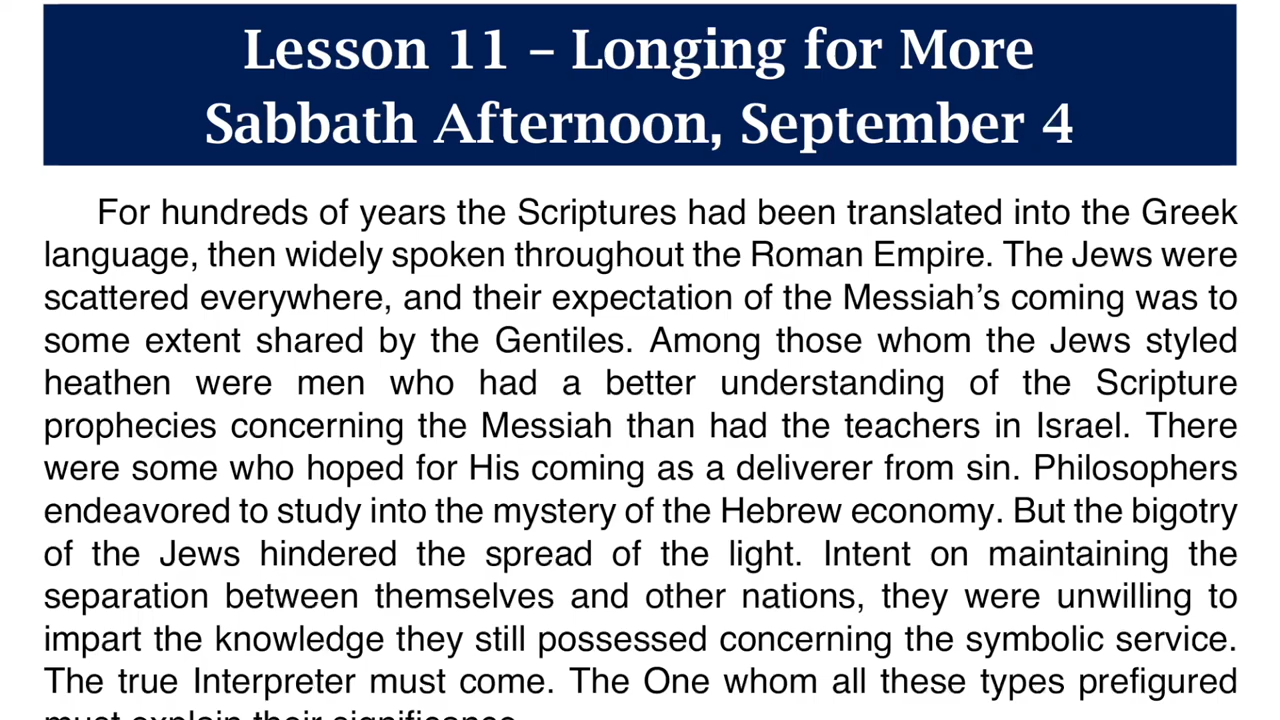 Lesson 11 – Longing for More
Sabbath Afternoon, September 4
For hundreds of years the Scriptures had been translated into the Greek
language, then widely spoken throughout the Roman Empire. The Jews were
scattered everywhere, and their expectation of the Messiah’s coming was to
some extent shared by the Gentiles. Among those whom the Jews styled
heathen were men who had a better understanding of the Scripture
prophecies concerning the Messiah than had the teachers in Israel. There
were some who hoped for His coming as a deliverer from sin. Philosophers
endeavored to study into the mystery of the Hebrew economy. But the bigotry
of the Jews hindered the spread of the light. Intent on maintaining the
separation between themselves and other nations, they were unwilling to
impart the knowledge they still possessed concerning the symbolic service.
The true Interpreter must come. The One whom all these types prefigured
must explain their significance.